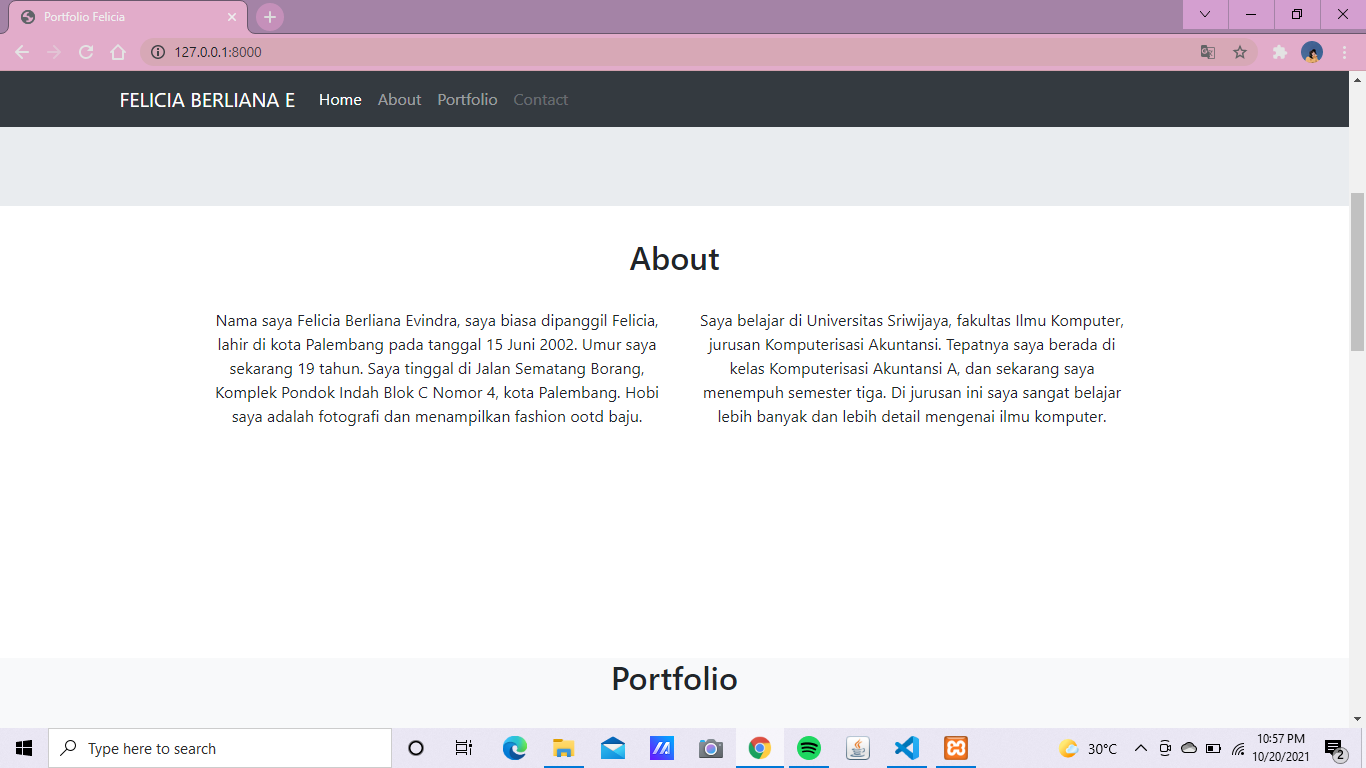 Portfolio Felicia
127.0.0.1:8000
FELICIA BERLIANA E Home About Portfolio Contact
About
Nama saya Felicia Berliana Evindra, saya biasa dipanggil Felicia,
lahir di kota Palembang pada tanggal 15 Juni 2002. Umur saya
sekarang 19 tahun. Saya tinggal di Jalan Sematang Borang,
Komplek Pondok Indah Blok C Nomor 4, kota Palembang. Hobi
saya adalah fotografi dan menampilkan fashion ootd baju.
Saya belajar di Universitas Sriwijaya, fakultas Ilmu Komputer,
jurusan Komputerisasi Akuntansi. Tepatnya saya berada di
kelas Komputerisasi Akuntansi A, dan sekarang saya
menempuh semester tiga. Di jurusan ini saya sangat belajar
lebih banyak dan lebih detail mengenai ilmu komputer.
Portfolio
Type here to search
30°C
10:57 PM
10/20/2021
2